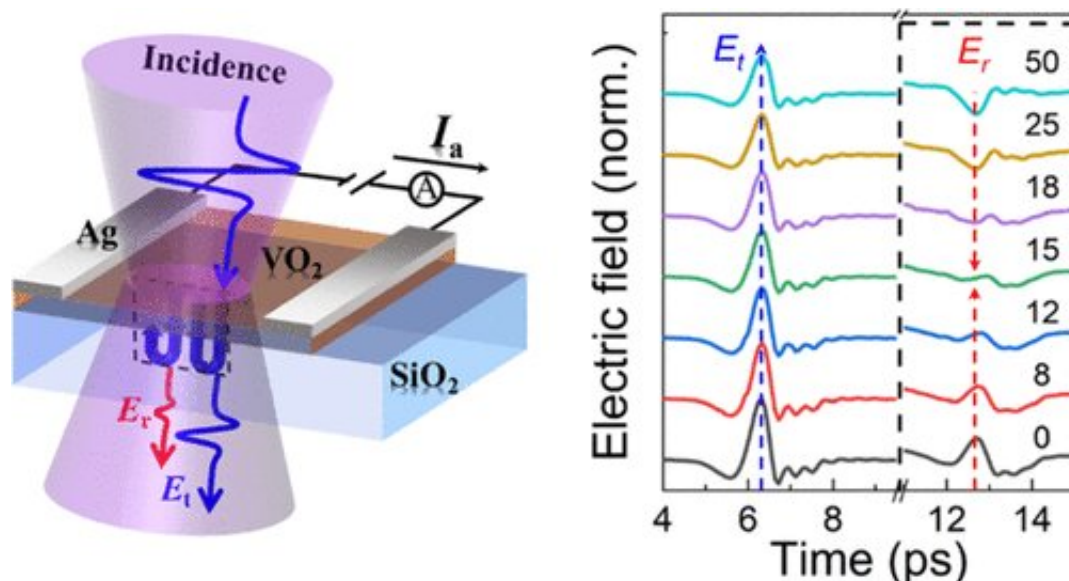 Incidence
Iₐ
A
Ag
VO₂
SiO₂
Eᵣ
Eₜ
Electric field (norm.)
Eₜ
Eᵣ
50
25
18
15
12
8
0
4 6 8 12 14
Time (ps)